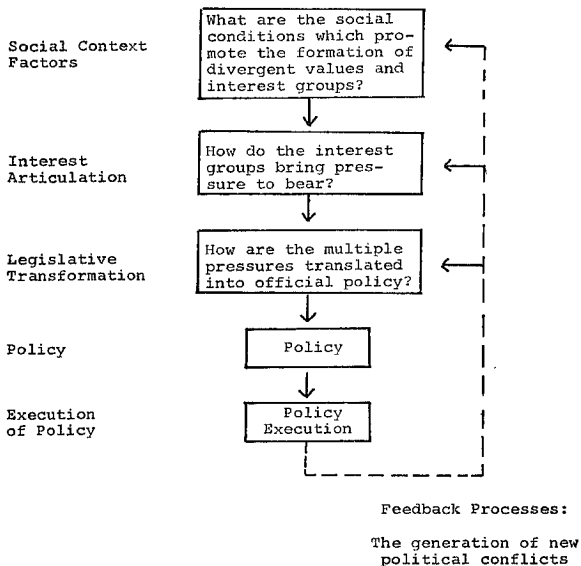 Social Context
Factors
What are the social
conditions which pro-
mote the formation of
divergent values and
interest groups?
Interest
Articulation
How do the interest
groups bring pres-
sure to bear?
Legislative
Transformation
How are the multiple
pressures translated
into official policy?
Policy
Policy
Execution
of Policy
Policy
Execution
Feedback Processes:
The generation of new
political conflicts